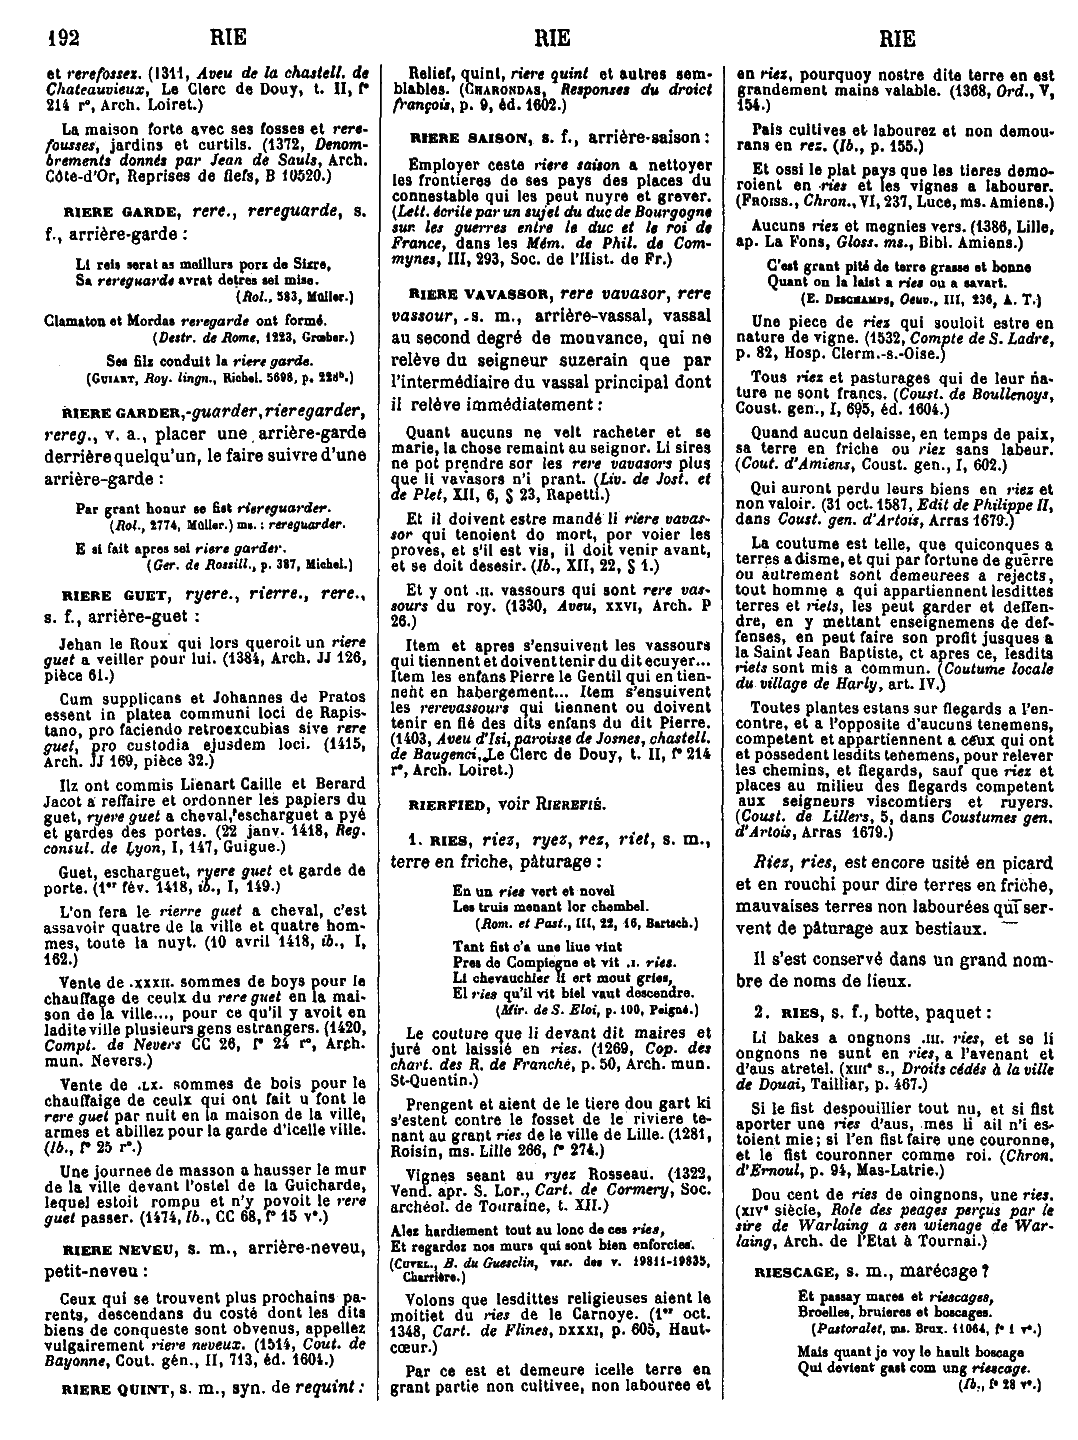 192 RIE RIE RIE
et rerefossez. (1311, Aveu de la chastell. de
Chateauvieux, Le Clerc de Douy, t. II, f°
214 r°, Arch. Loiret.)
La maison forte avec ses fosses et rere-
fousses, jardins et curtils. (1372, Denom-
brements donnés par Jean de Sauls, Arch.
Côte-d'Or, Reprises de fiefs, B 10520.)
RIERE GARDE, rere., rereguarde, s.
f., arrière-garde :
Li reis serat as meillurs porz de Sizre,
Sa rereguarde avrat detres sei mise.
(Rol., 583, Müller.)
Clamaton et Mordas reregarde ont formé.
(Destr. de Rome, 1223, Grœber.)
Ses filz conduit la riere garde.
(GUIART, Roy. lingn., Richel. 5698, p. 22db.)
RIERE GARDER, -guarder, rieregarder,
rereg., v. a., placer une arrière-garde
derrière quelqu'un, le faire suivre d'une
arrière-garde :
Par grant honur se fist riereguarder.
(Rol., 2774, Müller.) ms. : rereguarder.
E si fait apres sei riere garder.
(Ger. de Rossill., p. 387, Michel.)
RIERE GUET, ryere., rierre., rere.,
s. f., arrière-guet :
Jehan le Roux qui lors queroit un riere
guet a veiller pour lui. (1384, Arch. JJ 126,
pièce 61.)
Cum supplicans et Johannes de Pratos
essent in platea communi loci de Rapis-
tano, pro faciendo retroexcubias sive rere
guet, pro custodia ejusdem loci. (1415,
Arch. JJ 169, pièce 32.)
Ilz ont commis Lienart Caille et Berard
Jacot a reffaire et ordonner les papiers du
guet, ryere guet a cheval, escharguet a pyé
et gardes des portes. (22 janv. 1418, Reg.
consul. de Lyon, I, 147, Guigue.)
Guet, escharguet, ryere guet et garde de
porte. (1er fév. 1418, ib., I, 149.)
L'on fera le rierre guet a cheval, c'est
assavoir quatre de la ville et quatre hom-
mes, toute la nuyt. (10 avril 1418, ib., I,
162.)
Vente de .XXXII. sommes de boys pour le
chauffage de ceulx du rere guet en la mai-
son de la ville..., pour ce qu'il y avoit en
ladite ville plusieurs gens estrangers. (1420,
Compt. de Nevers CC 26, f° 24 r°, Arch.
mun. Nevers.)
Vente de .LX. sommes de bois pour le
chauffaige de ceulx qui ont fait u font le
rere guet par nuit en la maison de la ville,
armes et abillez pour la garde d'icelle ville.
(Ib., f° 25 r°.)
Une journee de masson a hausser le mur
de la ville devant l'ostel de la Guicharde,
lequel estoit rompu et n'y povoit le rere
guet passer. (1474, Ib., CC 68, f° 15 v°.)
RIERE NEVEU, s. m., arrière-neveu,
petit-neveu :
Ceux qui se trouvent plus prochains pa-
rents, descendans du costé dont les dits
biens de conqueste sont obvenus, appellez
vulgairement riere neveux. (1514, Cout. de
Bayonne, Cout. gén., II, 713, éd. 1604.)
RIERE QUINT, s. m., syn. de requint :
Relief, quint, riere quint et autres sem-
blables. (CHARONDAS, Responses du droict
françois, p. 9, éd. 1602.)
RIERE SAISON, s. f., arrière-saison :
Employer ceste riere saison a nettoyer
les frontieres de ses pays des places du
connestable qui les peut nuyre et grever.
(Lett. écrite par un sujet du duc de Bourgogne
sur les guerres entre le duc et le roi de
France, dans les Mém. de Phil. de Com-
mynes, III, 293, Soc. de l'Hist. de Fr.)
RIERE VAVASSOR, rere vavasor, rere
vassour, s. m., arrière-vassal, vassal
au second degré de mouvance, qui ne
relève du seigneur suzerain que par
l'intermédiaire du vassal principal dont
il relève immédiatement :
Quant aucuns ne velt racheter et se
marie, la chose remaint au seignor. Li sires
ne pot prendre sor les rere vavasors plus
que li vavasors n'i prant. (Liv. de Jost. et
de Plet, XII, 6, § 23, Rapetti.)
Et il doivent estre mandé li riere vavas-
sor qui tenoient do mort, por voier les
proves, et s'il est vis, il doit venir avant,
et se doit desesir. (Ib., XII, 22, § 1.)
Et y ont .II. vassours qui sont rere vas-
sours du roy. (1330, Aveu, XXVI, Arch. P
26.)
Item et apres s'ensuivent les vassours
qui tiennent et doivent tenir du dit ecuyer...
Item les enfans Pierre le Gentil qui en tien-
nent en habergement... Item s'ensuivent
les rerevassours qui tiennent ou doivent
tenir en fié des dits enfans du dit Pierre.
(1403, Aveu d'Isi, paroisse de Josnes, chastell.
de Baugenci, Le Clerc de Douy, t. II, f° 214
r°, Arch. Loiret.)
RIERFIED, voir RIEREFIÉ.
1. RIES, riez, ryez, rez, riet, s. m.,
terre en friche, pâturage :
En un ries vert et novel
Les truis menant lor chembel.
(Rom. et Past., III, 22, 16, Bartsch.)
Tant fist c'a une liue vint
Pres de Compiegne et vit .I. ries.
Li chevauchier li ert mout gries,
El ries qu'il vit biel vaut descendre.
(Mir. de S. Eloi, p. 100, Peigné.)
Le couture que li devant dit maires et
juré ont laissié en ries. (1269, Cop. des
chart. des R. de Franché, p. 50, Arch. mun.
St-Quentin.)
Prengent et aient de le tiere dou gart ki
s'estent contre le fosset de le riviere te-
nant au grant ries de le ville de Lille. (1281,
Roisin, ms. Lille 266, f° 274.)
Vignes seant au ryez Rosseau. (1322,
Vend. apr. S. Lor., Cart. de Cormery, Soc.
archéol. de Touraine, t. XII.)
Alez hardiement tout au lonc de ces ries,
Et regardez nos murs qui sont bien enforcies.
(CUVEL., B. du Guesclin, var. des v. 19811-19835,
Charrière.)
Volons que lesdittes religieuses aient le
moitiet du ries de le Carnoye. (1er oct.
1348, Cart. de Flines, DXXXI, p. 605, Haut-
cœur.)
Par ce est et demeure icelle terre en
grant partie non cultivee, non labouree et
en riez, pourquoy nostre dite terre en est
grandement mains valable. (1368, Ord., V,
154.)
Païs cultives et labourez et non demou-
rans en rez. (Ib., p. 155.)
Et ossi le plat pays que les tieres demo-
roient en ries et les vignes a labourer.
(FROISS., Chron., VI, 237, Luce, ms. Amiens.)
Aucuns riez et megnies vers. (1386, Lille,
ap. La Fons, Gloss. ms., Bibl. Amiens.)
C'est grant pité de terre grasse et bonne
Quant on la laist a ries ou a savart.
(E. DESCHAMPS, Oeuv., III, 236, A. T.)
Une piece de riez qui souloit estre en
nature de vigne. (1532, Compte de S. Ladre,
p. 82, Hosp. Clerm.-s.-Oise.)
Tous riez et pasturages qui de leur na-
ture ne sont francs. (Coust. de Boullenoys,
Coust. gen., I, 695, éd. 1604.)
Quand aucun delaisse, en temps de paix,
sa terre en friche ou riez sans labeur.
(Cout. d'Amiens, Coust. gen., I, 602.)
Qui auront perdu leurs biens en riez et
non valoir. (31 oct. 1587, Edit de Philippe II,
dans Coust. gen. d'Artois, Arras 1679.)
La coutume est telle, que quiconques a
terres a disme, et qui par fortune de guerre
ou autrement sont demeurees a rejects,
tout homme a qui appartiennent lesdittes
terres et riets, les peut garder et deffen-
dre, en y mettant enseignemens de def-
fenses, en peut faire son profit jusques a
la Saint Jean Baptiste, et apres ce, lesdits
riets sont mis a commun. (Coutume locale
du village de Harly, art. IV.)
Toutes plantes estans sur flegards a l'en-
contre, et a l'opposite d'aucuns tenemens,
competent et appartiennent a ceux qui ont
et possedent lesdits tenemens, pour relever
les chemins, et flegards, sauf que riez et
places au milieu des flegards competent
aux seigneurs viscomtiers et ruyers.
(Coust. de Lillers, 5, dans Coustumes gen.
d'Artois, Arras 1679.)
Riez, ries, est encore usité en picard
et en rouchi pour dire terres en friche,
mauvaises terres non labourées qui ser-
vent de pâturage aux bestiaux.
Il s'est conservé dans un grand nom-
bre de noms de lieux.
2. RIES, s. f., botte, paquet :
Li bakes a ongnons .III. ries, et se li
ongnons ne sunt en ries, a l'avenant et
d'aus atretel. (XIIIe s., Droits cédés à la ville
de Douai, Tailliar, p. 467.)
Si le fist despouillier tout nu, et si fist
aporter une ries d'aus, mes li ail n'i es-
toient mie ; si l'en fist faire une couronne,
et le fist couronner comme roi. (Chron.
d'Ernoul, p. 94, Mas-Latrie.)
Dou cent de ries de oingnons, une ries.
(XIVe siècle, Role des peages perçus par le
sire de Warlaing a sen wienage de War-
laing, Arch. de l'Etat à Tournai.)
RIESCAGE, s. m., marécage ?
Et passay mares et riescages,
Broelles, bruieres et boscages.
(Pastoralet, ms. Brux. 11064, f° 1 v°.)
Mais quant je voy le hault boscage
Qui devient gast com ung riescage.
(Ib., f° 28 v°.)